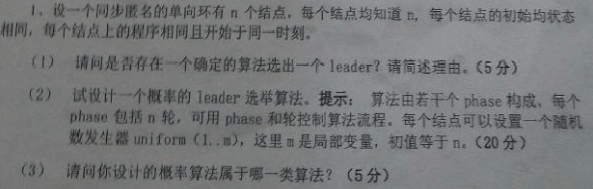 1、设一个同步匿名的单向环有 n 个结点，每个结点均知道 n，每个结点的初始均状态
相同，每个结点上的程序相同且开始于同一时刻。
（1） 请问是否存在一个确定的算法选出一个 leader？请简述理由。（5 分）
（2） 试设计一个概率的 leader 选举算法。提示： 算法由若干个 phase 构成、每个
phase 包括 n 轮，可用 phase 和轮控制算法流程。每个结点可以设置一个随机
数发生器 uniform（1..m），这里 m 是局部变量，初值等于 n。（20 分）
（3） 请问你设计的概率算法属于哪一类算法？（5 分）